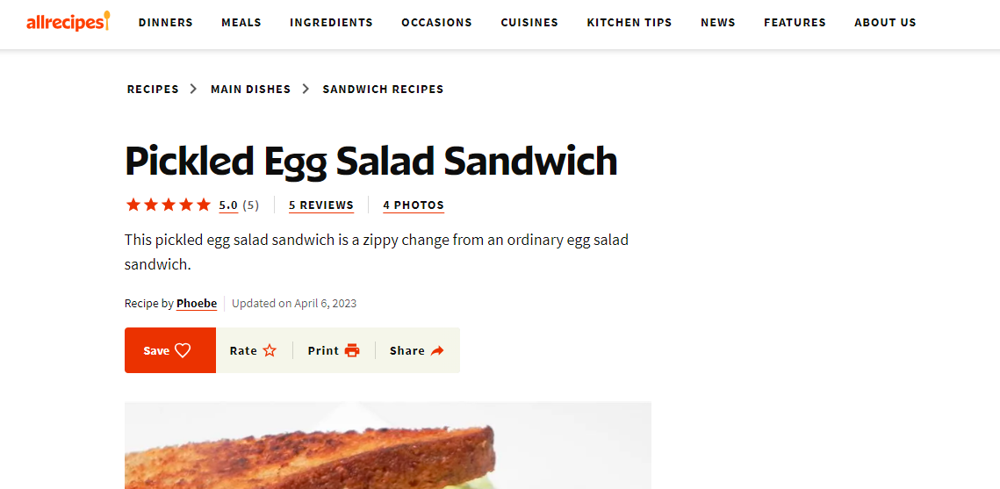 allrecipes DINNERS MEALS INGREDIENTS OCCASIONS CUISINES KITCHEN TIPS NEWS FEATURES ABOUT US
RECIPES MAIN DISHES SANDWICH RECIPES
Pickled Egg Salad Sandwich
5.0 (5) 5 REVIEWS 4 PHOTOS
This pickled egg salad sandwich is a zippy change from an ordinary egg salad
sandwich.
Recipe by Phoebe Updated on April 6, 2023
Save Rate Print Share